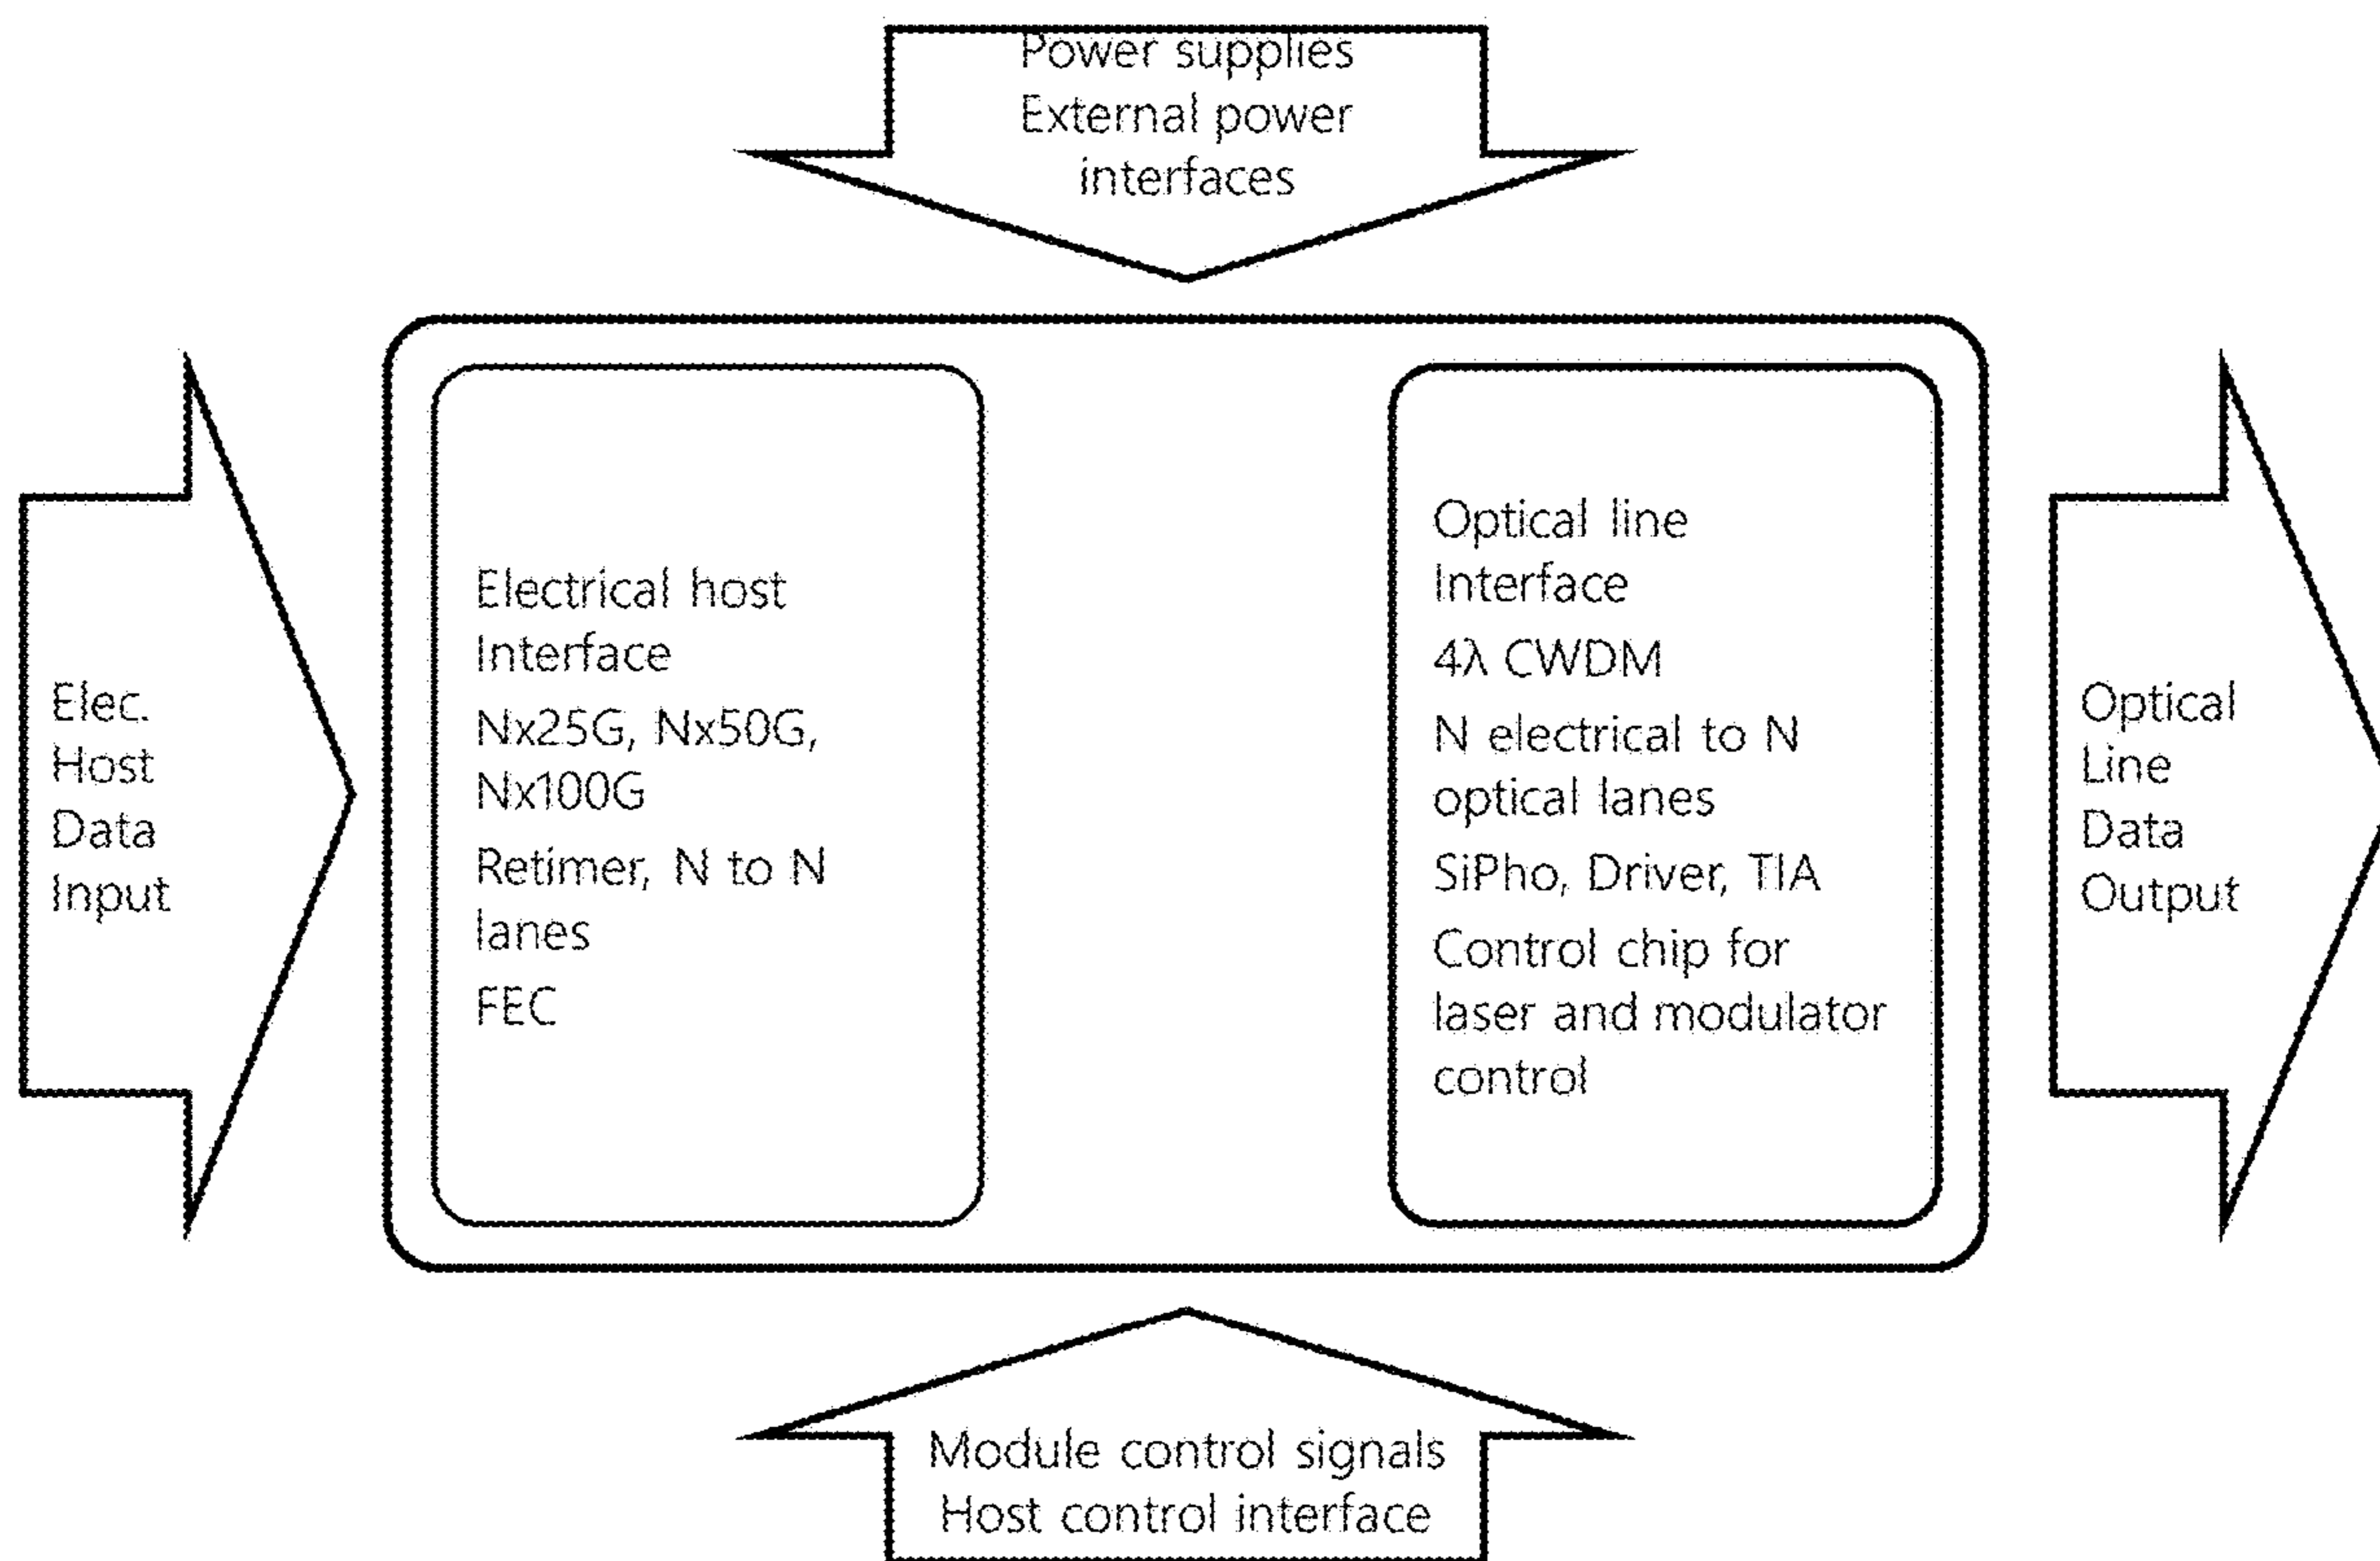 Power supplies
External power
interfaces
Elec.
Host
Data
Input
Electrical host
Interface
Nx25G, Nx50G,
Nx100G
Retimer, N to N
lanes
FEC
Optical line
Interface
4λ CWDM
N electrical to N
optical lanes
SiPho, Driver, TIA
Control chip for
laser and modulator
control
Optical
Line
Data
Output
Module control signals
Host control interface